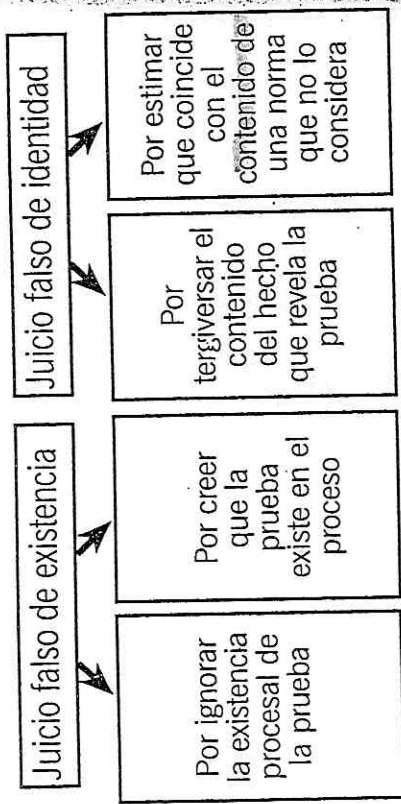 Juicio falso de existencia
Por ignorar
la existencia
procesal de
la prueba
Por creer
que la
prueba
existe en el
proceso
Juicio falso de identidad
Por
tergiversar el
contenido
del hecho
que revela la
prueba
Por estimar
que coincide
con el
contenido de
una norma
que no lo
considera